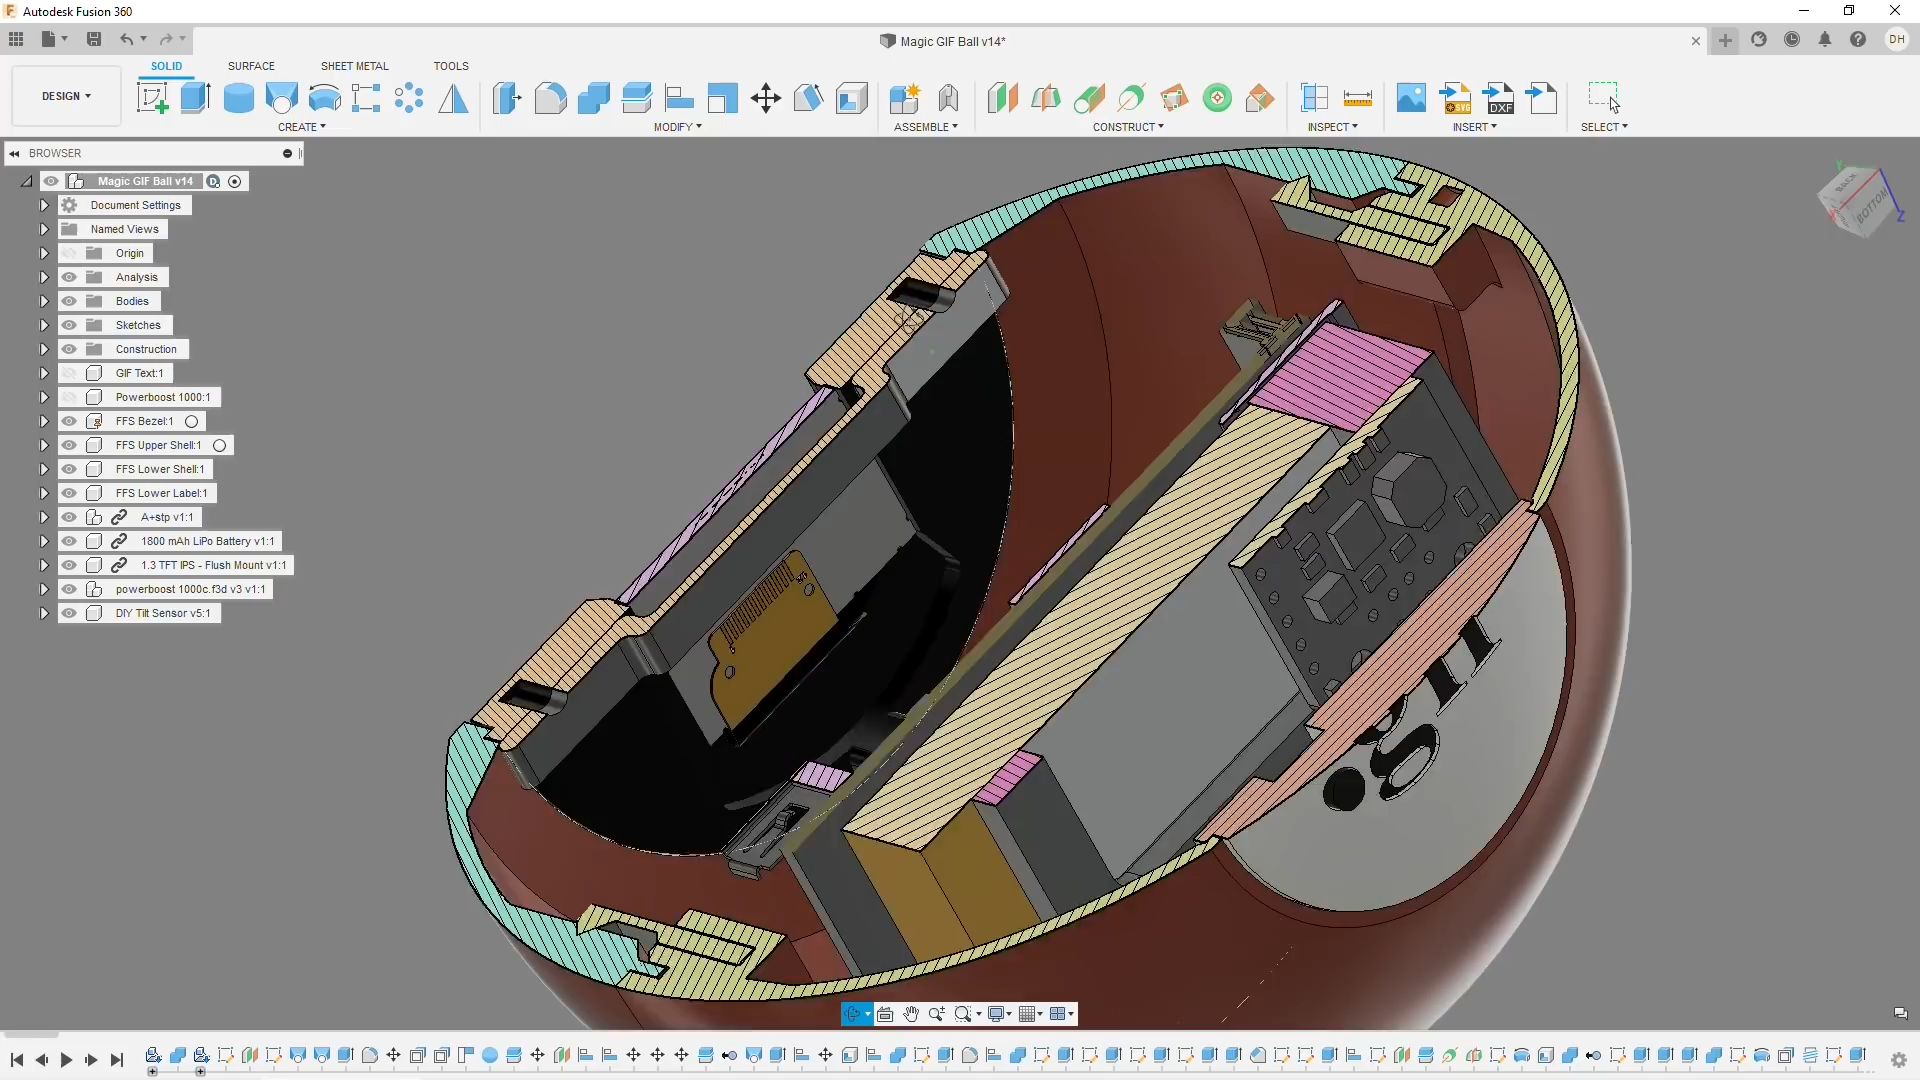 Autodesk Fusion 360
Magic GIF Ball v14*
DH
SOLID
SURFACE
SHEET METAL
TOOLS
DESIGN
SVG
DXF
CREATE
MODIFY
ASSEMBLE
CONSTRUCT
INSPECT
INSERT
SELECT
BROWSER
Magic GIF Ball v14
Document Settings
Named Views
Origin
Analysis
Bodies
Sketches
Construction
GIF Text:1
Powerboost 1000:1
FFS Bezel:1
FFS Upper Shell:1
FFS Lower Shell:1
FFS Lower Label:1
A+stp v1:1
1800 mAh LiPo Battery v1:1
1.3 TFT IPS - Flush Mount v1:1
powerboost 1000c.f3d v3 v1:1
DIY Tilt Sensor v5:1
BACK
BOTTOM
Z